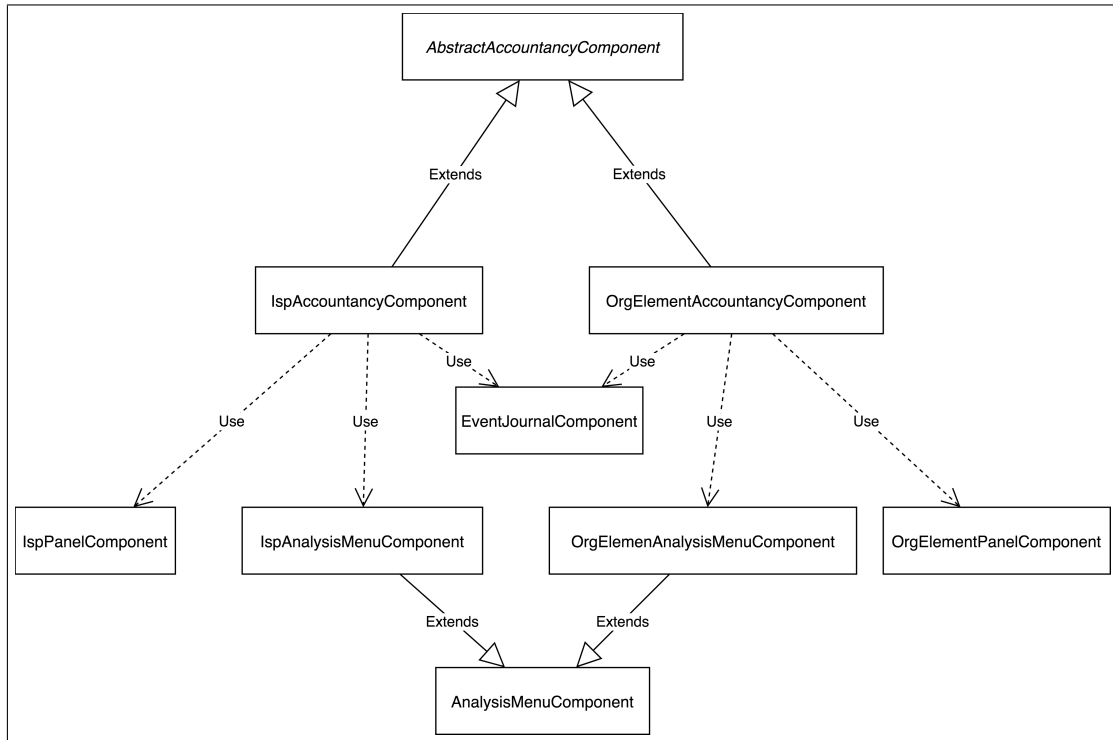 AbstractAccountancyComponent
Extends
Extends
IspAccountancyComponent
OrgElementAccountancyComponent
Use
Use
EventJournalComponent
Use
Use
Use
Use
IspPanelComponent
IspAnalysisMenuComponent
OrgElemenAnalysisMenuComponent
OrgElementPanelComponent
Extends
Extends
AnalysisMenuComponent